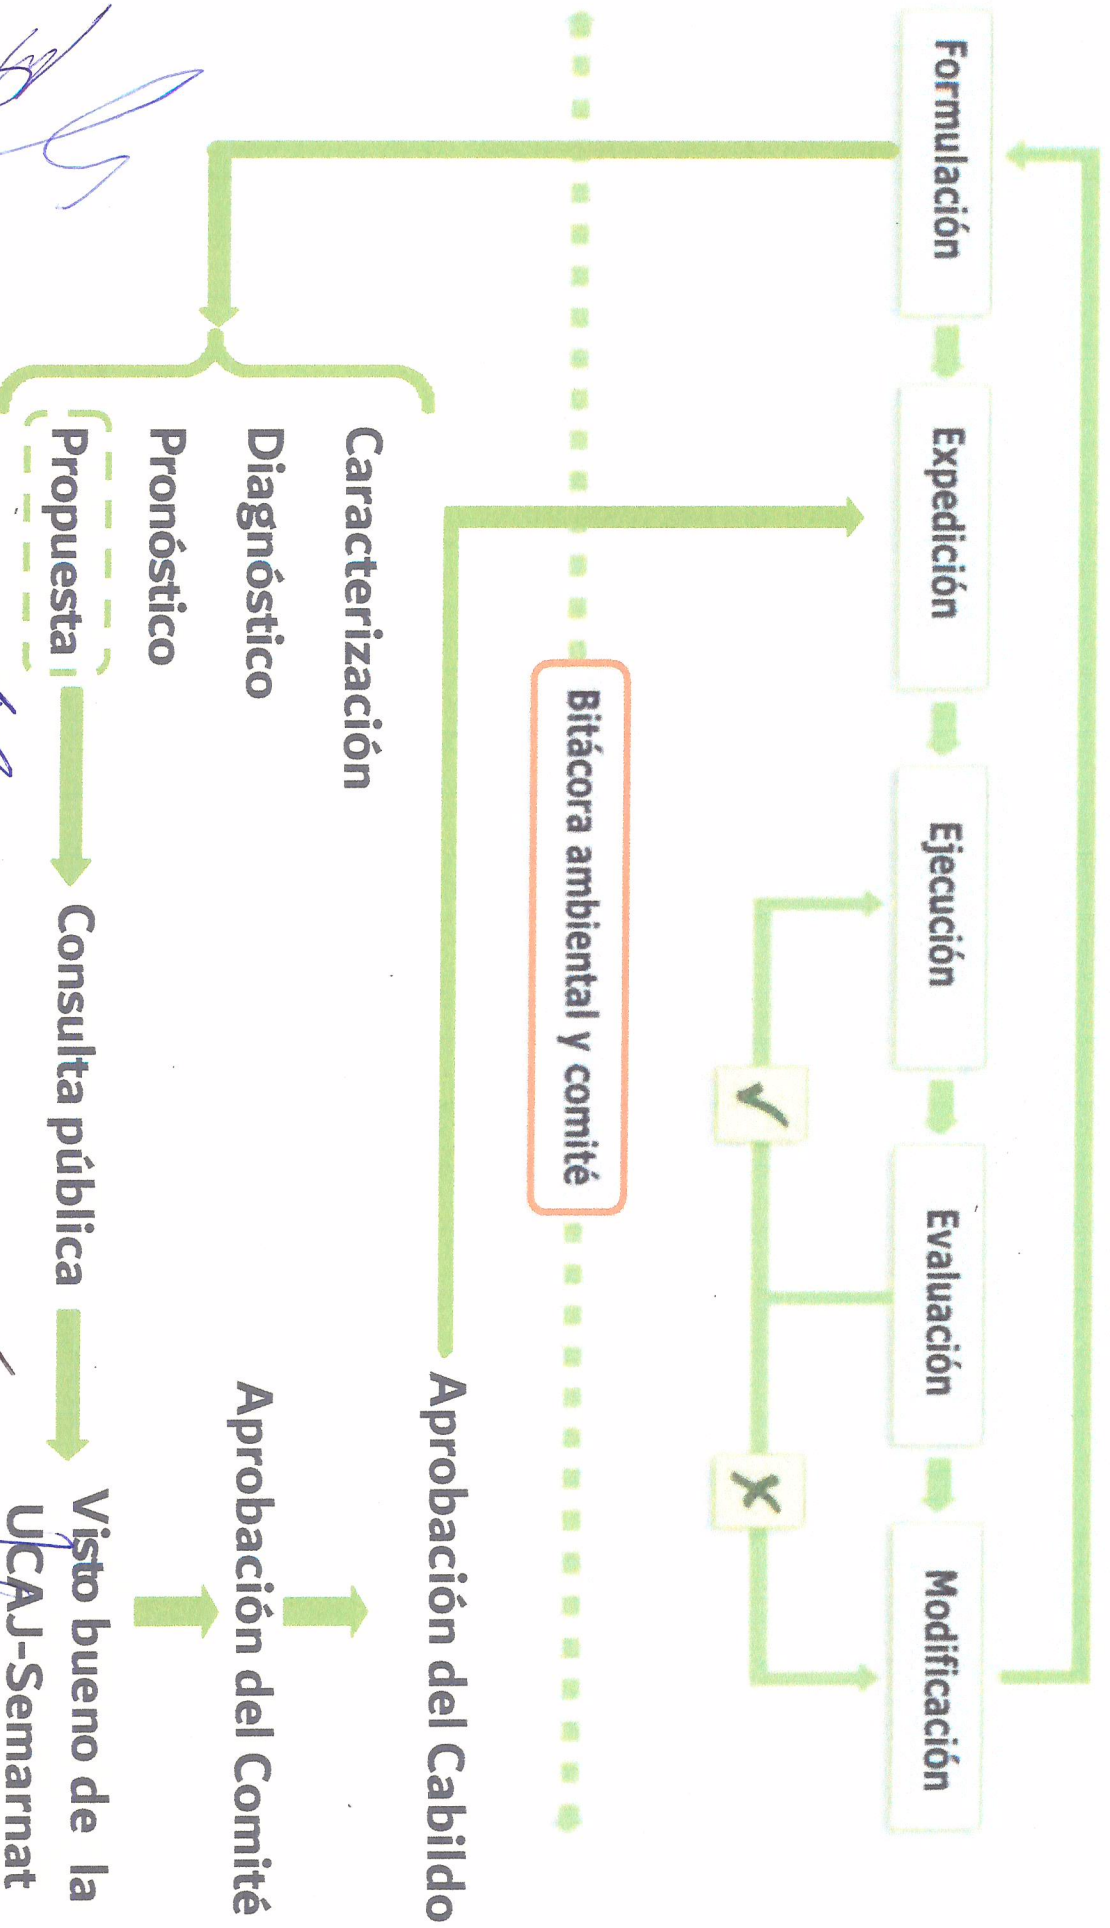 Formulación
Expedición
Ejecución
Evaluación
Modificación
Bitácora ambiental y comité
Caracterización
Diagnóstico
Pronóstico
Propuesta
Consulta pública
Visto bueno de la
UCAJ-Semarnat
Aprobación del Comité
Aprobación del Cabildo